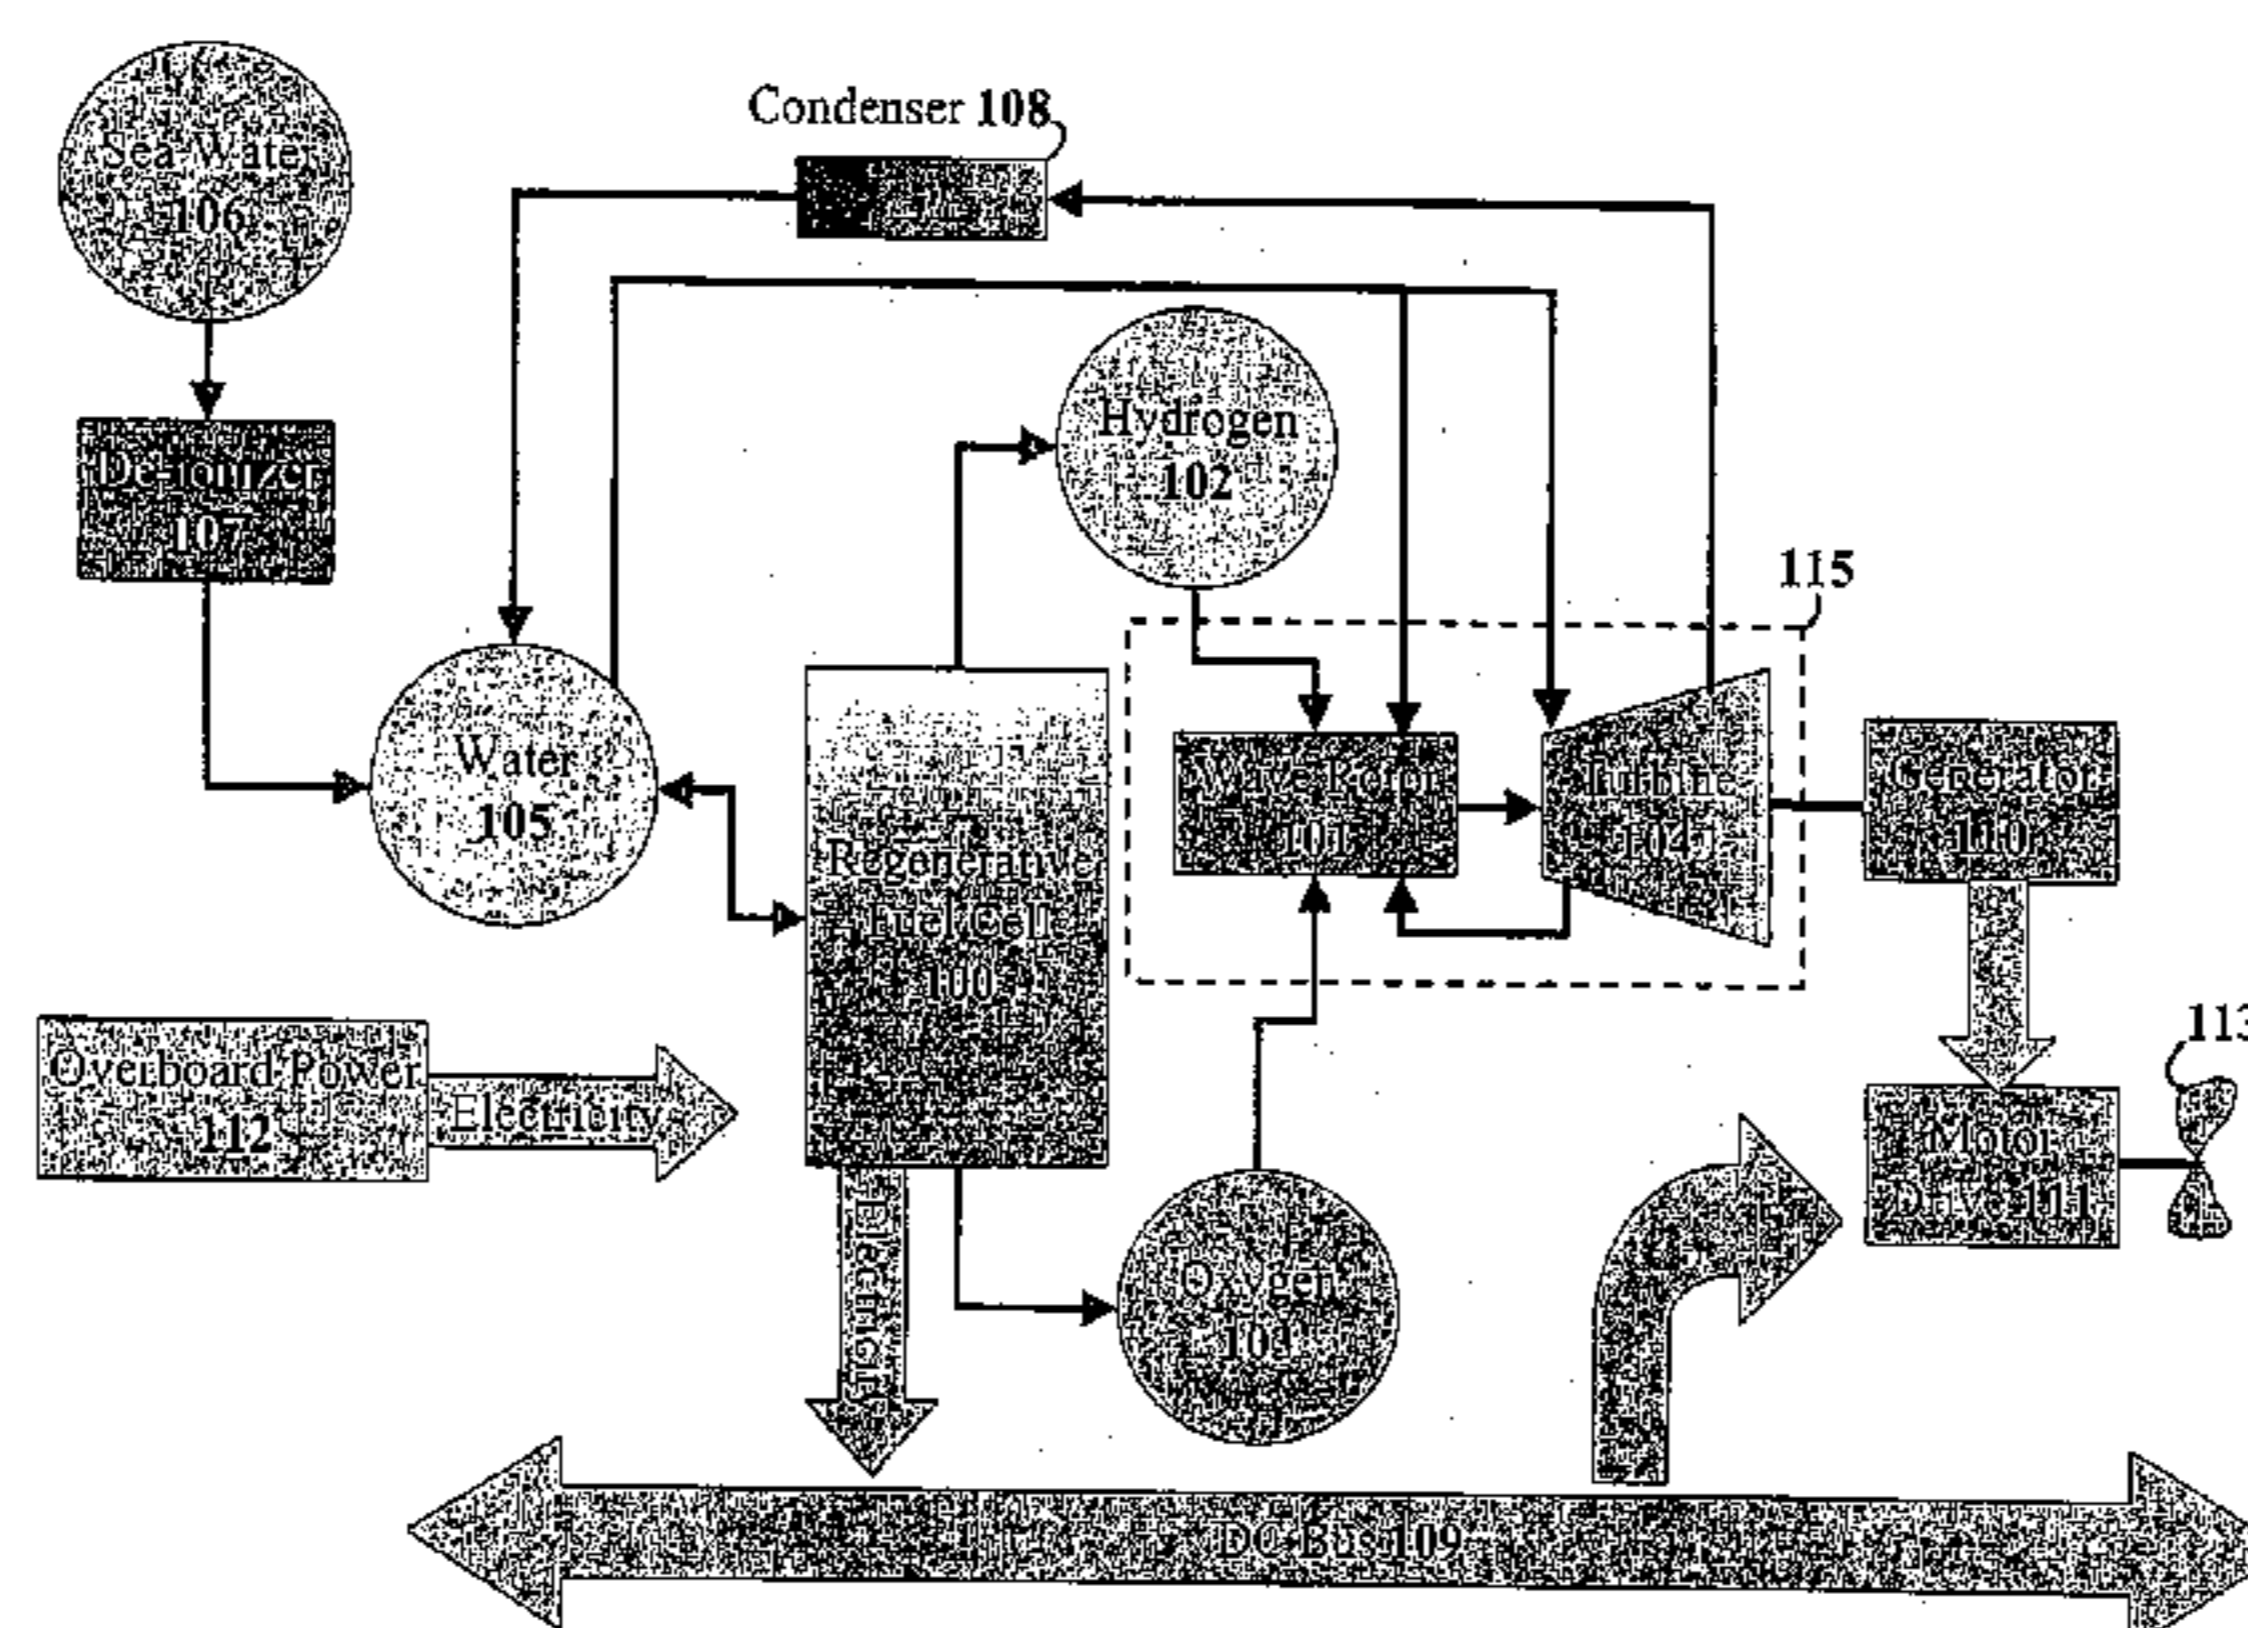 Condenser 108
Sea Water
106
Hydrogen
102
De-ionizer
107
115
Water
105
Wave Rotor
101
Turbine
104
Generator
110
Regenerative
Fuel Cell
100
113
Overboard Power
112
Electricity
Motor
Drive 111
Electricity
Oxygen
103
DC Bus 109